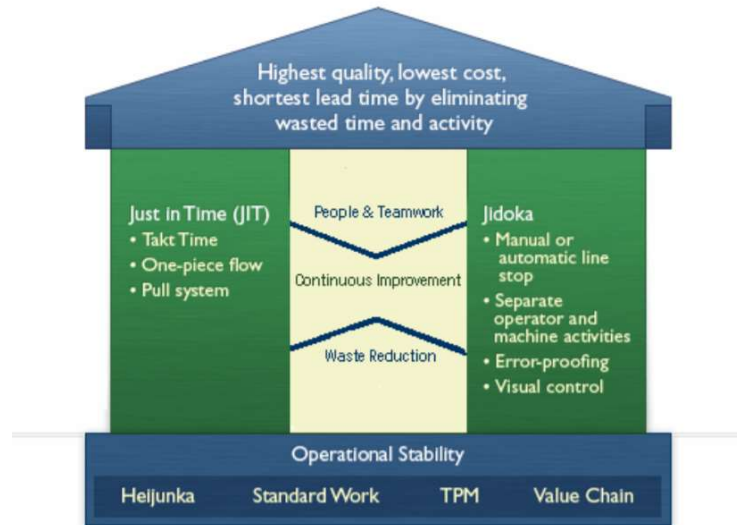 Highest quality, lowest cost,
shortest lead time by eliminating
wasted time and activity
Just in Time (JIT)
• Takt Time
• One-piece flow
• Pull system
People & Teamwork
Continuous Improvement
Waste Reduction
Jidoka
• Manual or
automatic line
stop
• Separate
operator and
machine activities
• Error-proofing
• Visual control
Operational Stability
Heijunka Standard Work TPM Value Chain